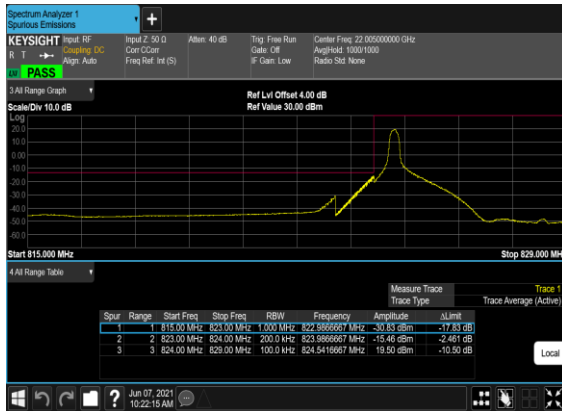 Spectrum Analyzer 1
Spurious Emissions
+
KEYSIGHT Input: RF Input Z: 50 Ω Atten: 40 dB Trig: Free Run Center Freq: 22.005000000 GHz
R T Coupling: DC Corr CCorr Gate: Off Avg|Hold: 1000/1000
Align: Auto Freq Ref: Int (S) IF Gain: Low Radio Std: None
PASS
3 All Range Graph
Ref Lvl Offset 4.00 dB
Scale/Div 10.0 dB Ref Value 30.00 dBm
Log
20.0
10.0
0.00
-10.0
-20.0
-30.0
-40.0
-50.0
-60.0
Start 815.000 MHz Stop 829.000 MHz
4 All Range Table
Measure Trace Trace 1
Trace Type Trace Average (Active)
Spur Range Start Freq Stop Freq RBW Frequency Amplitude ΔLimit
1 1 815.00 MHz 823.00 MHz 1.000 MHz 822.9866667 MHz -30.83 dBm -17.83 dB
2 2 823.00 MHz 824.00 MHz 200.0 kHz 823.9966667 MHz -15.46 dBm -2.461 dB
3 3 824.00 MHz 829.00 MHz 100.0 kHz 824.5416667 MHz 19.50 dBm -10.50 dB
Local
? Jun 07, 2021
10:22:15 AM